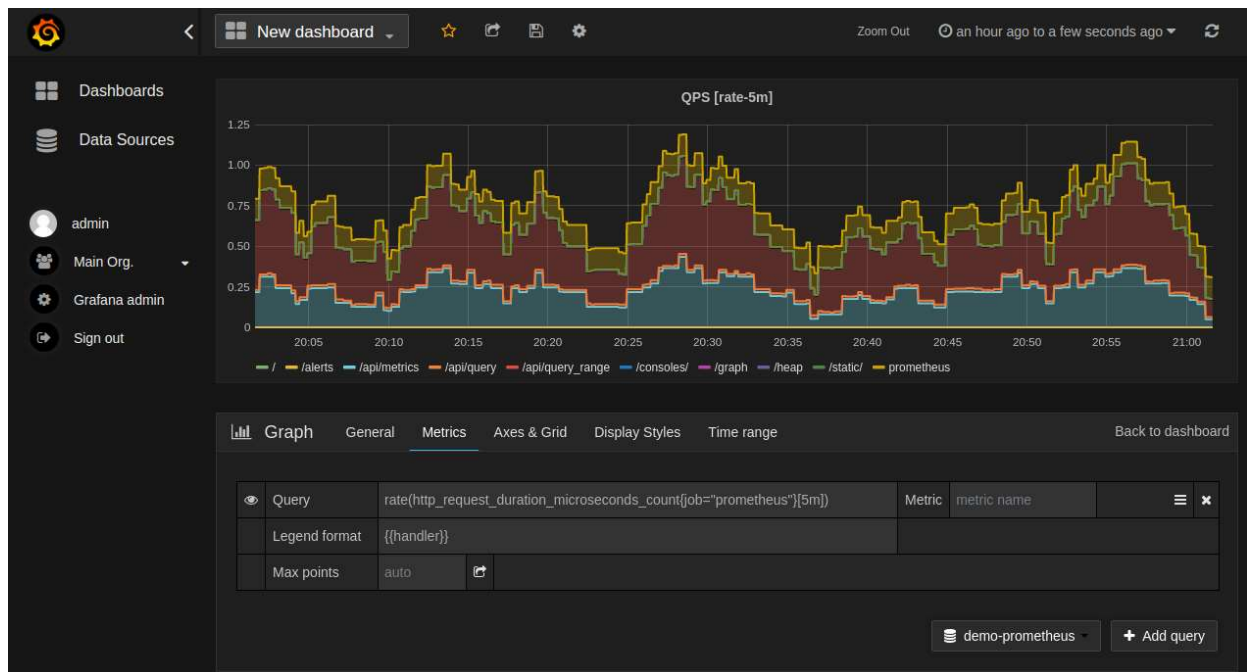 New dashboard
Zoom Out an hour ago to a few seconds ago
Dashboards
Data Sources
admin
Main Org.
Grafana admin
Sign out
QPS [rate-5m]
1.25
1.00
0.75
0.50
0.25
0
20:05 20:10 20:15 20:20 20:25 20:30 20:35 20:40 20:45 20:50 20:55 21:00
/ /alerts /api/metrics /api/query /api/query_range /consoles/ /graph /heap /static/ prometheus
Graph General Metrics Axes & Grid Display Styles Time range Back to dashboard
Query rate(http_request_duration_microseconds_count{job="prometheus"}[5m]) Metric metric name
Legend format {{handler}}
Max points auto
demo-prometheus + Add query